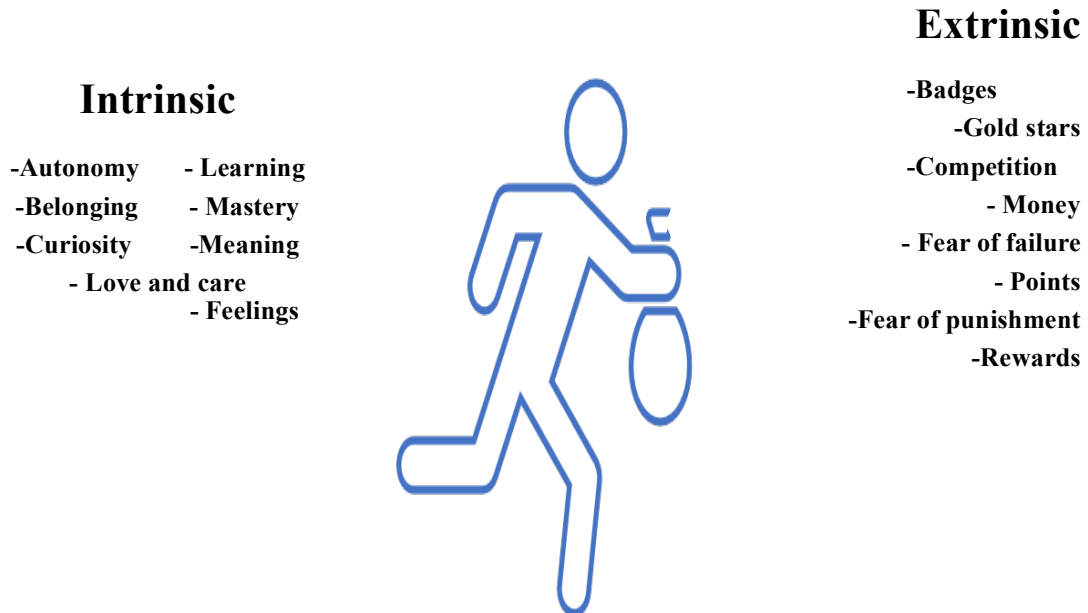 Intrinsic
-Autonomy - Learning
-Belonging - Mastery
-Curiosity -Meaning
- Love and care
- Feelings
Extrinsic
-Badges
-Gold stars
-Competition
- Money
- Fear of failure
- Points
-Fear of punishment
-Rewards